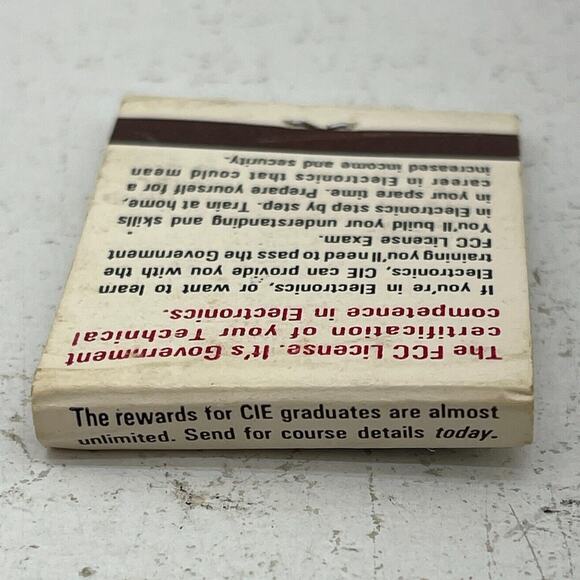 The FCC License. It's Government
certification of your Technical
competence in Electronics.
If you're in Electronics, or want to learn
Electronics, CIE can provide you with the
training you'll need to pass the Government
FCC License Exam.
You'll build your understanding and skills
in Electronics step by step. Train at home,
in your spare time. Prepare yourself for a
career in Electronics that could mean
increased income and security.
The rewards for CIE graduates are almost
unlimited. Send for course details today.